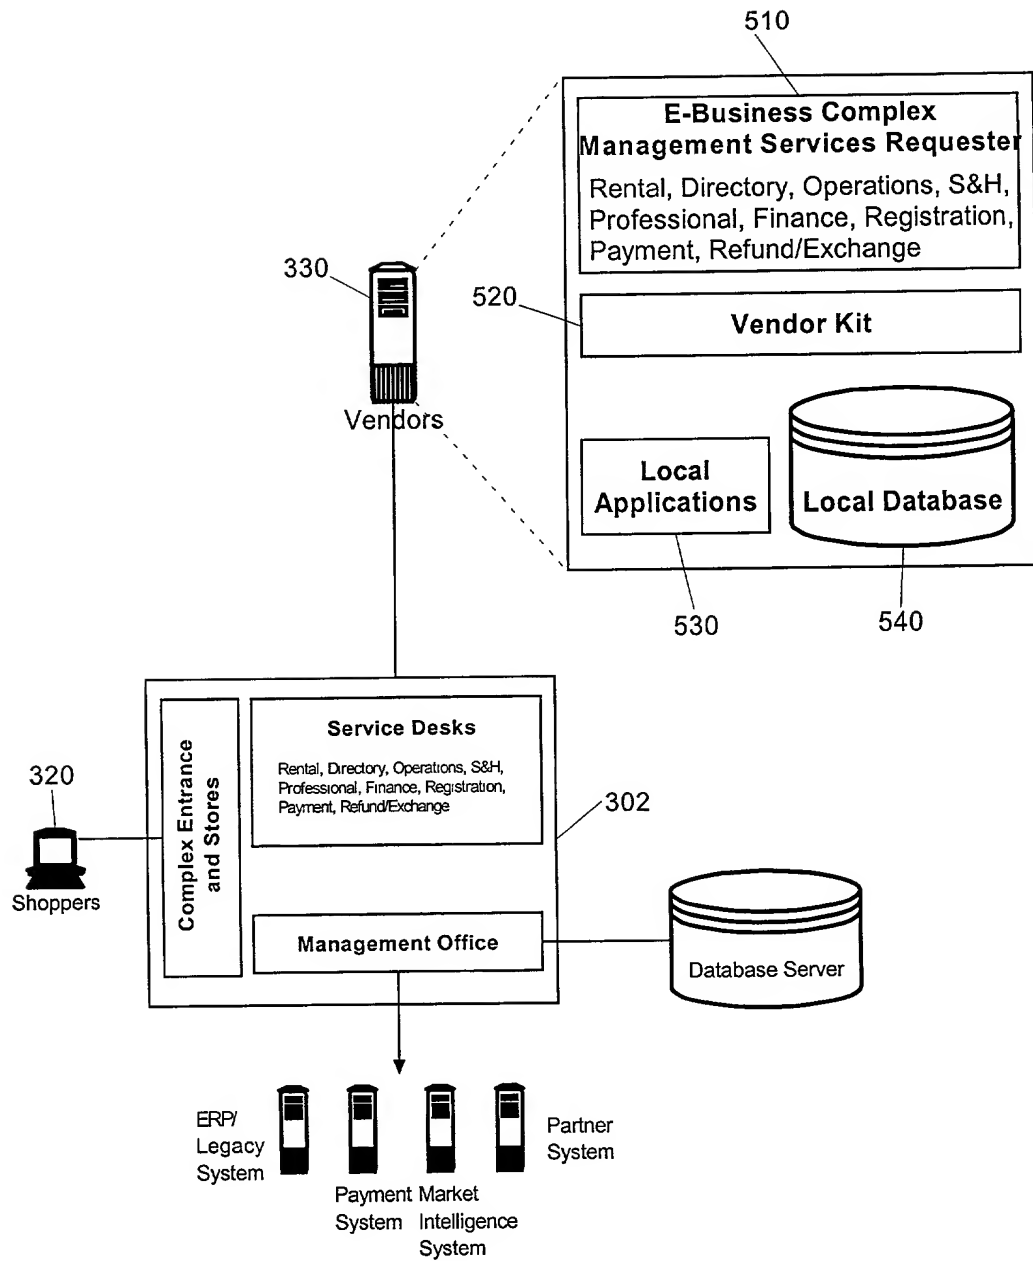 510
E-Business Complex
Management Services Requester
Rental, Directory, Operations, S&H,
Professional, Finance, Registration,
Payment, Refund/Exchange
330
520
Vendor Kit
Vendors
Local
Applications
Local Database
530
540
Service Desks
Rental, Directory, Operations, S&H,
Professional, Finance, Registration,
Payment, Refund/Exchange
Complex Entrance
and Stores
320
302
Shoppers
Management Office
Database Server
ERP/
Legacy
System
Payment
System
Market
Intelligence
System
Partner
System